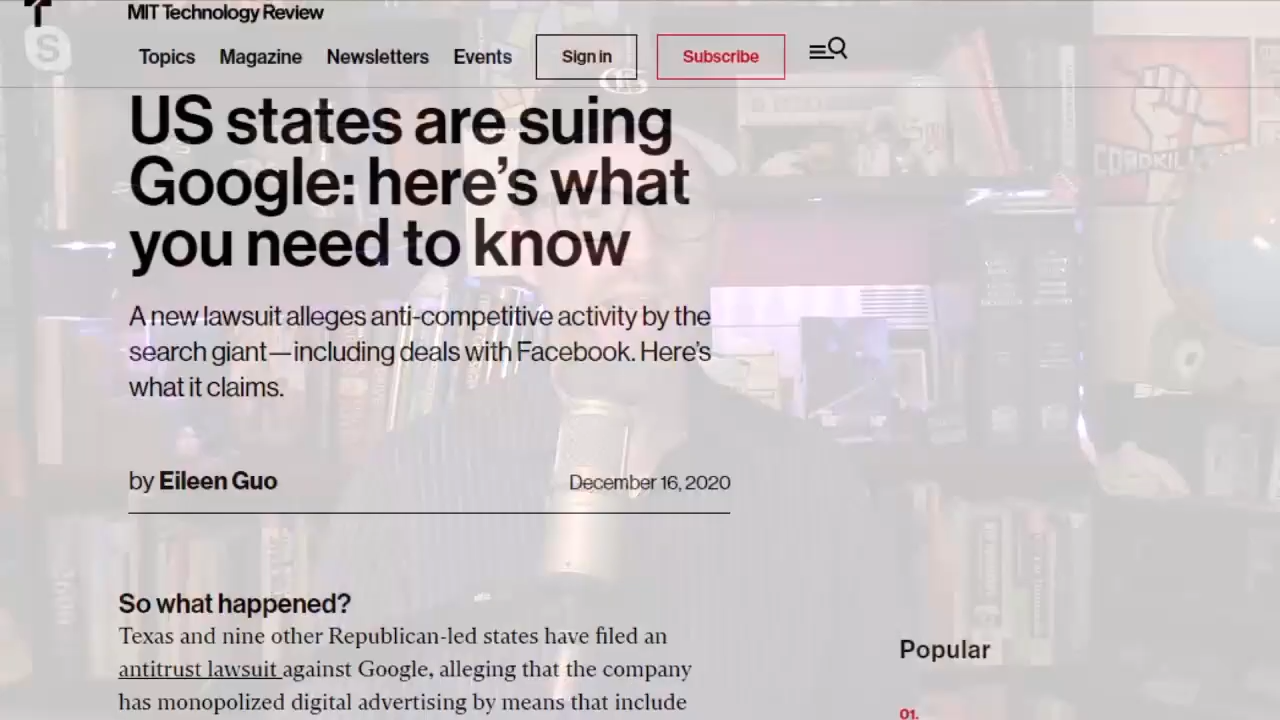 MIT Technology Review
S
Topics Magazine Newsletters Events Sign in Subscribe
US states are suing
Google: here’s what
you need to know
A new lawsuit alleges anti-competitive activity by the
search giant—including deals with Facebook. Here’s
what it claims.
by Eileen Guo December 16, 2020
So what happened?
Texas and nine other Republican-led states have filed an
antitrust lawsuit against Google, alleging that the company
has monopolized digital advertising by means that include
Popular
01.